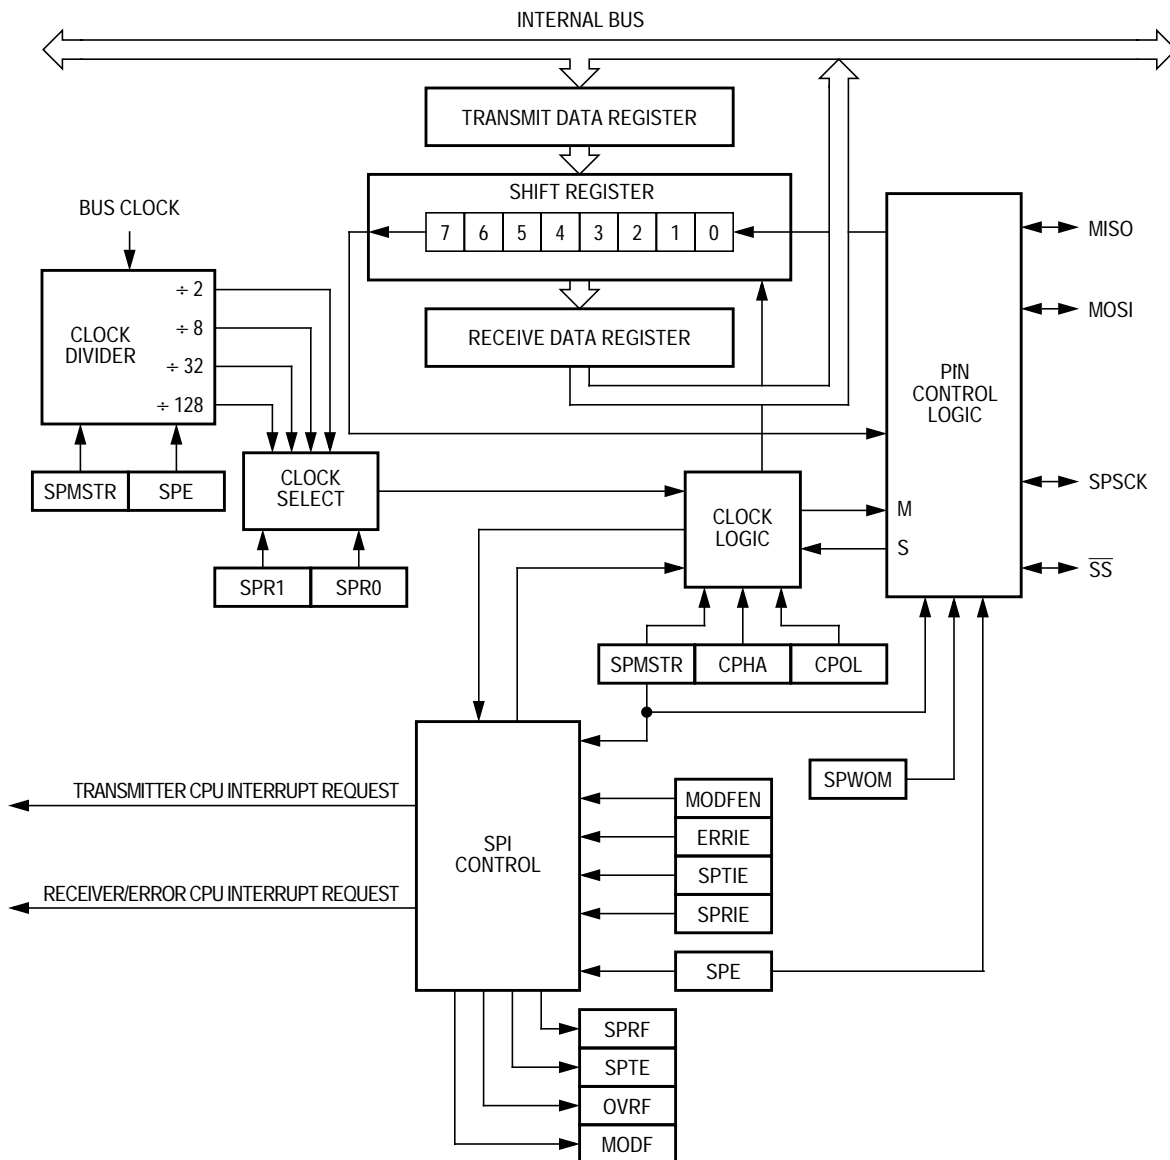 INTERNAL BUS
TRANSMIT DATA REGISTER
SHIFT REGISTER
7 6 5 4 3 2 1 0
RECEIVE DATA REGISTER
BUS CLOCK
CLOCK
DIVIDER
÷ 2
÷ 8
÷ 32
÷ 128
SPMSTR SPE
CLOCK
SELECT
SPR1 SPR0
PIN
CONTROL
LOGIC
M
S
MISO
MOSI
SPSCK
S̅S̅
CLOCK
LOGIC
SPMSTR CPHA CPOL
SPWOM
TRANSMITTER CPU INTERRUPT REQUEST
RECEIVER/ERROR CPU INTERRUPT REQUEST
SPI
CONTROL
MODFEN
ERRIE
SPTIE
SPRIE
SPE
SPRF
SPTE
OVRF
MODF